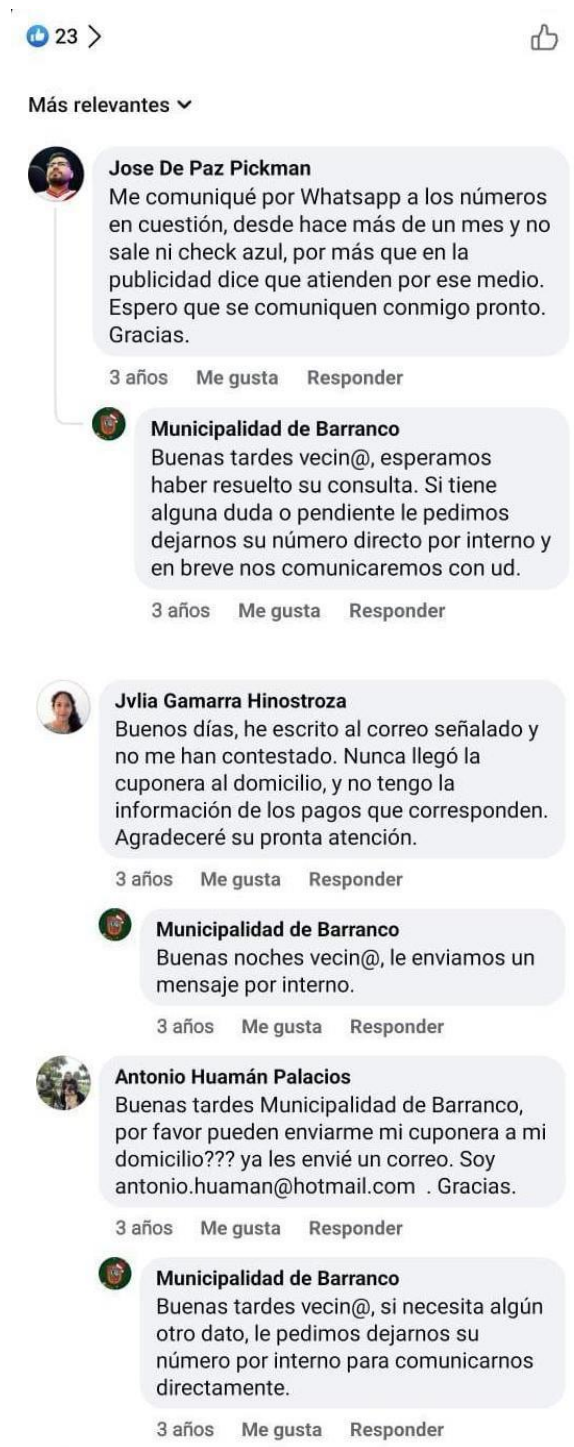 23
Más relevantes
Jose De Paz Pickman
Me comuniqué por Whatsapp a los números
en cuestión, desde hace más de un mes y no
sale ni check azul, por más que en la
publicidad dice que atienden por ese medio.
Espero que se comuniquen conmigo pronto.
Gracias.
3 años Me gusta Responder
Municipalidad de Barranco
Buenas tardes vecin@, esperamos
haber resuelto su consulta. Si tiene
alguna duda o pendiente le pedimos
dejarnos su número directo por interno y
en breve nos comunicaremos con ud.
3 años Me gusta Responder
Jvlia Gamarra Hinostroza
Buenos días, he escrito al correo señalado y
no me han contestado. Nunca llegó la
cuponera al domicilio, y no tengo la
información de los pagos que corresponden.
Agradeceré su pronta atención.
3 años Me gusta Responder
Municipalidad de Barranco
Buenas noches vecin@, le enviamos un
mensaje por interno.
3 años Me gusta Responder
Antonio Huamán Palacios
Buenas tardes Municipalidad de Barranco,
por favor pueden enviarme mi cuponera a mi
domicilio??? ya les envié un correo. Soy
antonio.huaman@hotmail.com . Gracias.
3 años Me gusta Responder
Municipalidad de Barranco
Buenas tardes vecin@, si necesita algún
otro dato, le pedimos dejarnos su
número por interno para comunicarnos
directamente.
3 años Me gusta Responder